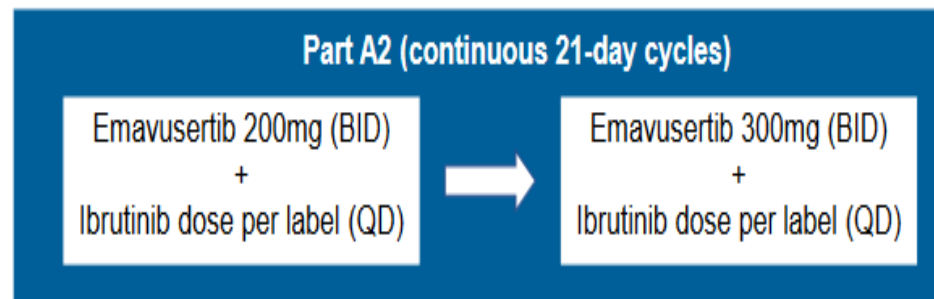 Part A2 (continuous 21-day cycles)
Emavusertib 200mg (BID)
+
Ibrutinib dose per label (QD)
Emavusertib 300mg (BID)
+
Ibrutinib dose per label (QD)